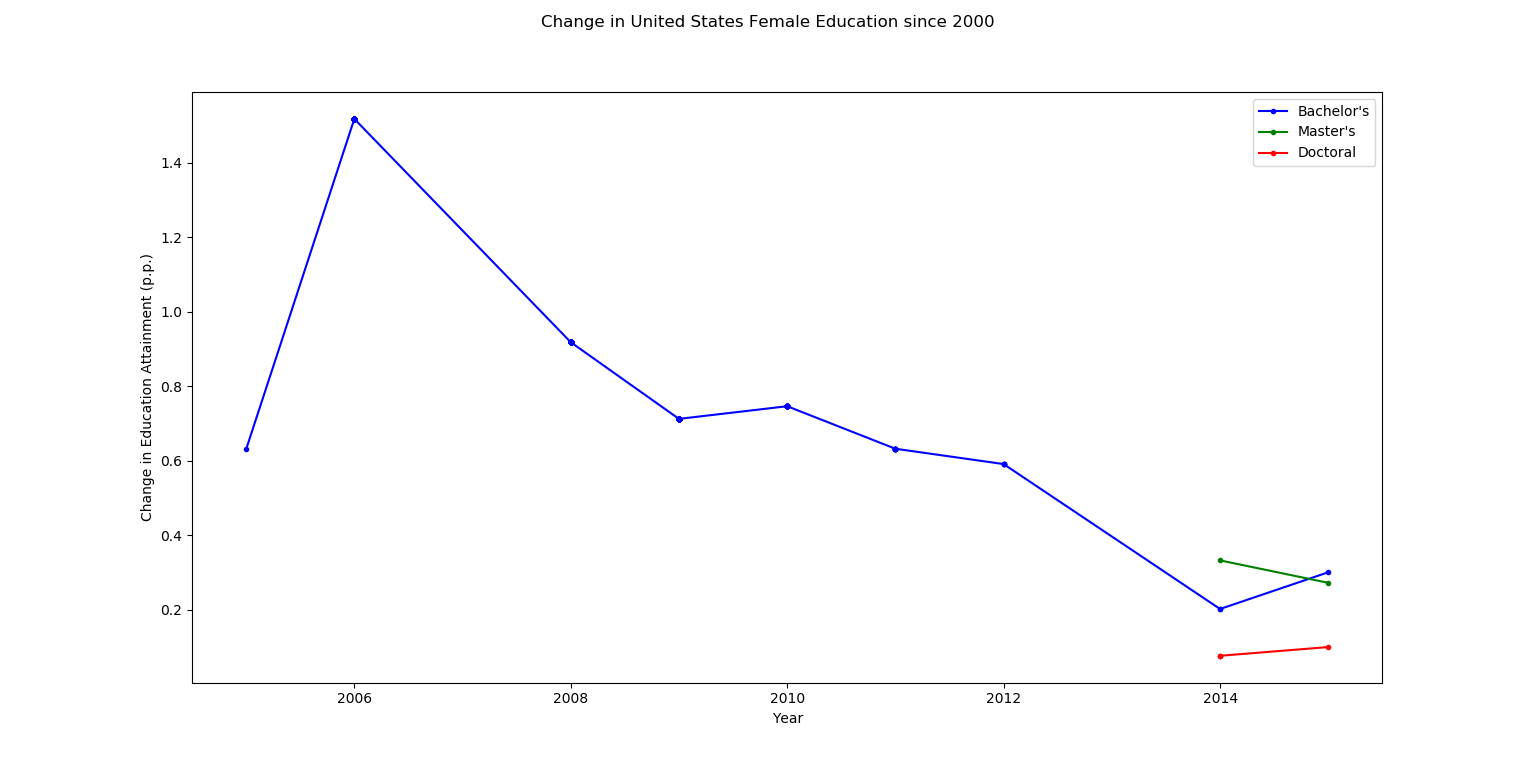 Change in United States Female Education since 2000
Bachelor's
Master's
Doctoral
Change in Education Attainment (p.p.)
1.4
1.2
1.0
0.8
0.6
0.4
0.2
2006
2008
2010
2012
2014
Year